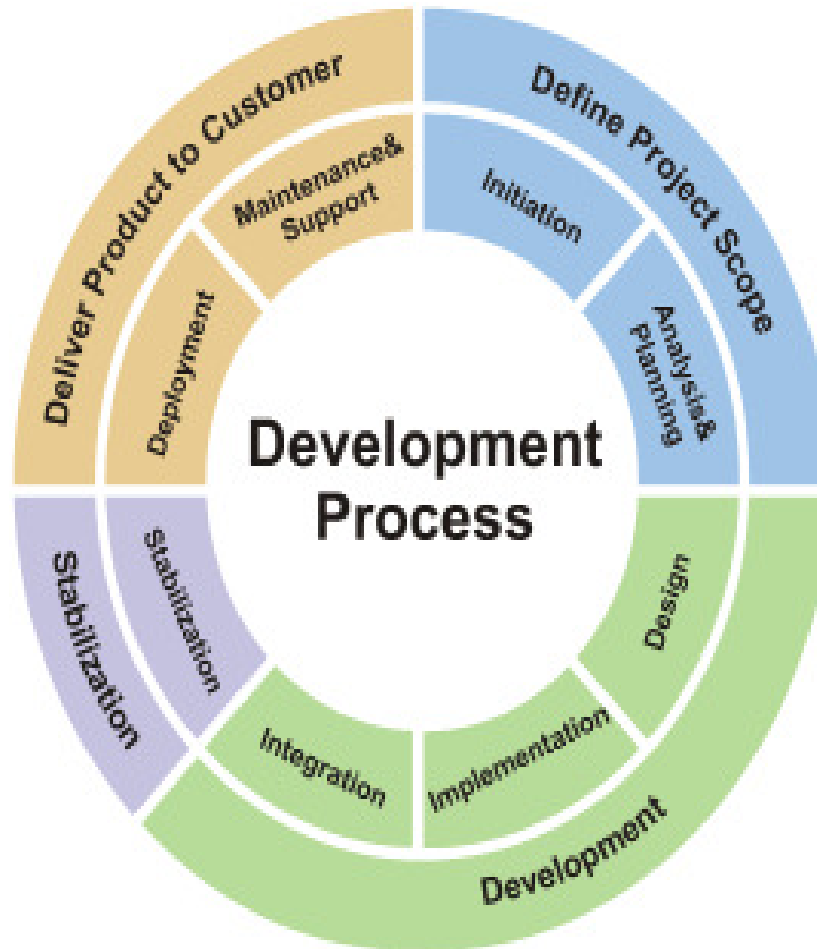 Development
Process
Define Project Scope
Initiation
Analysis&
Planning
Development
Design
Implementation
Integration
Stabilization
Stabilization
Deliver Product to Customer
Deployment
Maintenance&
Support